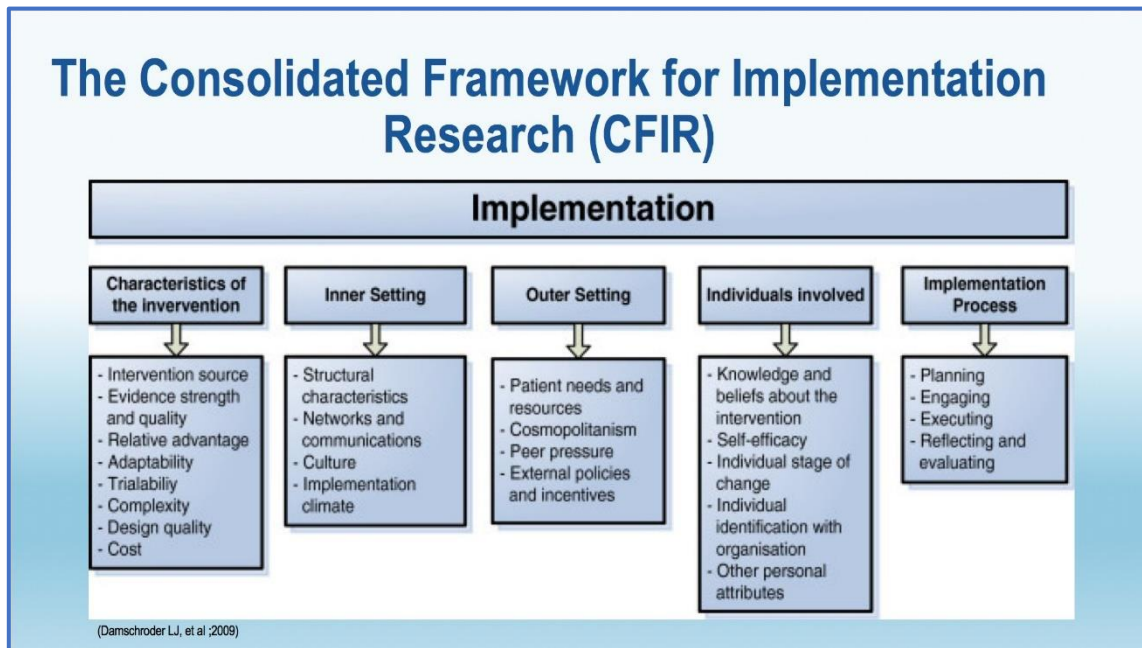 The Consolidated Framework for Implementation
Research (CFIR)
Implementation
Characteristics of
the invervention
- Intervention source
- Evidence strength
and quality
- Relative advantage
- Adaptability
- Trialabiliy
- Complexity
- Design quality
- Cost
Inner Setting
- Structural
characteristics
- Networks and
communications
- Culture
- Implementation
climate
Outer Setting
- Patient needs and
resources
- Cosmopolitanism
- Peer pressure
- External policies
and incentives
Individuals involved
- Knowledge and
beliefs about the
intervention
- Self-efficacy
- Individual stage of
change
- Individual
identification with
organisation
- Other personal
attributes
Implementation
Process
- Planning
- Engaging
- Executing
- Reflecting and
evaluating
(Damschroder LJ, et al ;2009)